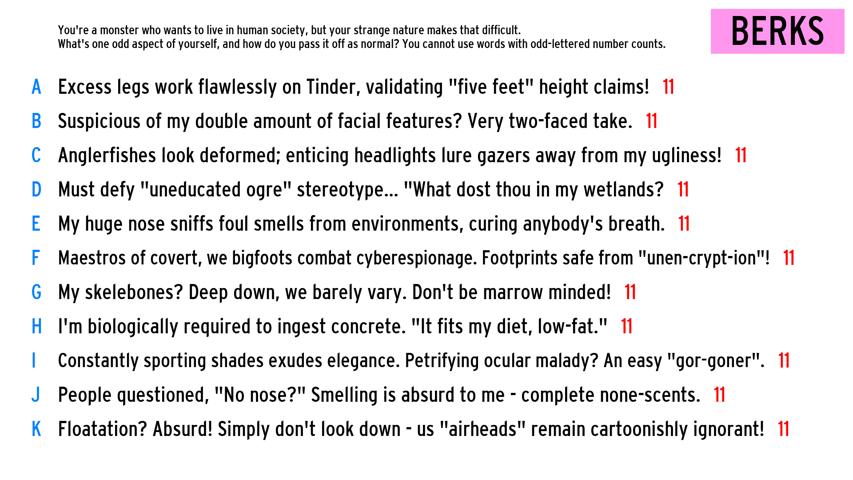 You're a monster who wants to live in human society, but your strange nature makes that difficult.
What's one odd aspect of yourself, and how do you pass it off as normal? You cannot use words with odd-lettered number counts.
BERKS
A Excess legs work flawlessly on Tinder, validating "five feet" height claims! 11
B Suspicious of my double amount of facial features? Very two-faced take. 11
C Anglerfishes look deformed; enticing headlights lure gazers away from my ugliness! 11
D Must defy "uneducated ogre" stereotype... "What dost thou in my wetlands? 11
E My huge nose sniffs foul smells from environments, curing anybody's breath. 11
F Maestros of covert, we bigfoots combat cyberespionage. Footprints safe from "unen-crypt-ion"! 11
G My skelebones? Deep down, we barely vary. Don't be marrow minded! 11
H I'm biologically required to ingest concrete. "It fits my diet, low-fat." 11
I Constantly sporting shades exudes elegance. Petrifying ocular malady? An easy "gor-goner". 11
J People questioned, "No nose?" Smelling is absurd to me - complete none-scents. 11
K Floatation? Absurd! Simply don't look down - us "airheads" remain cartoonishly ignorant! 11